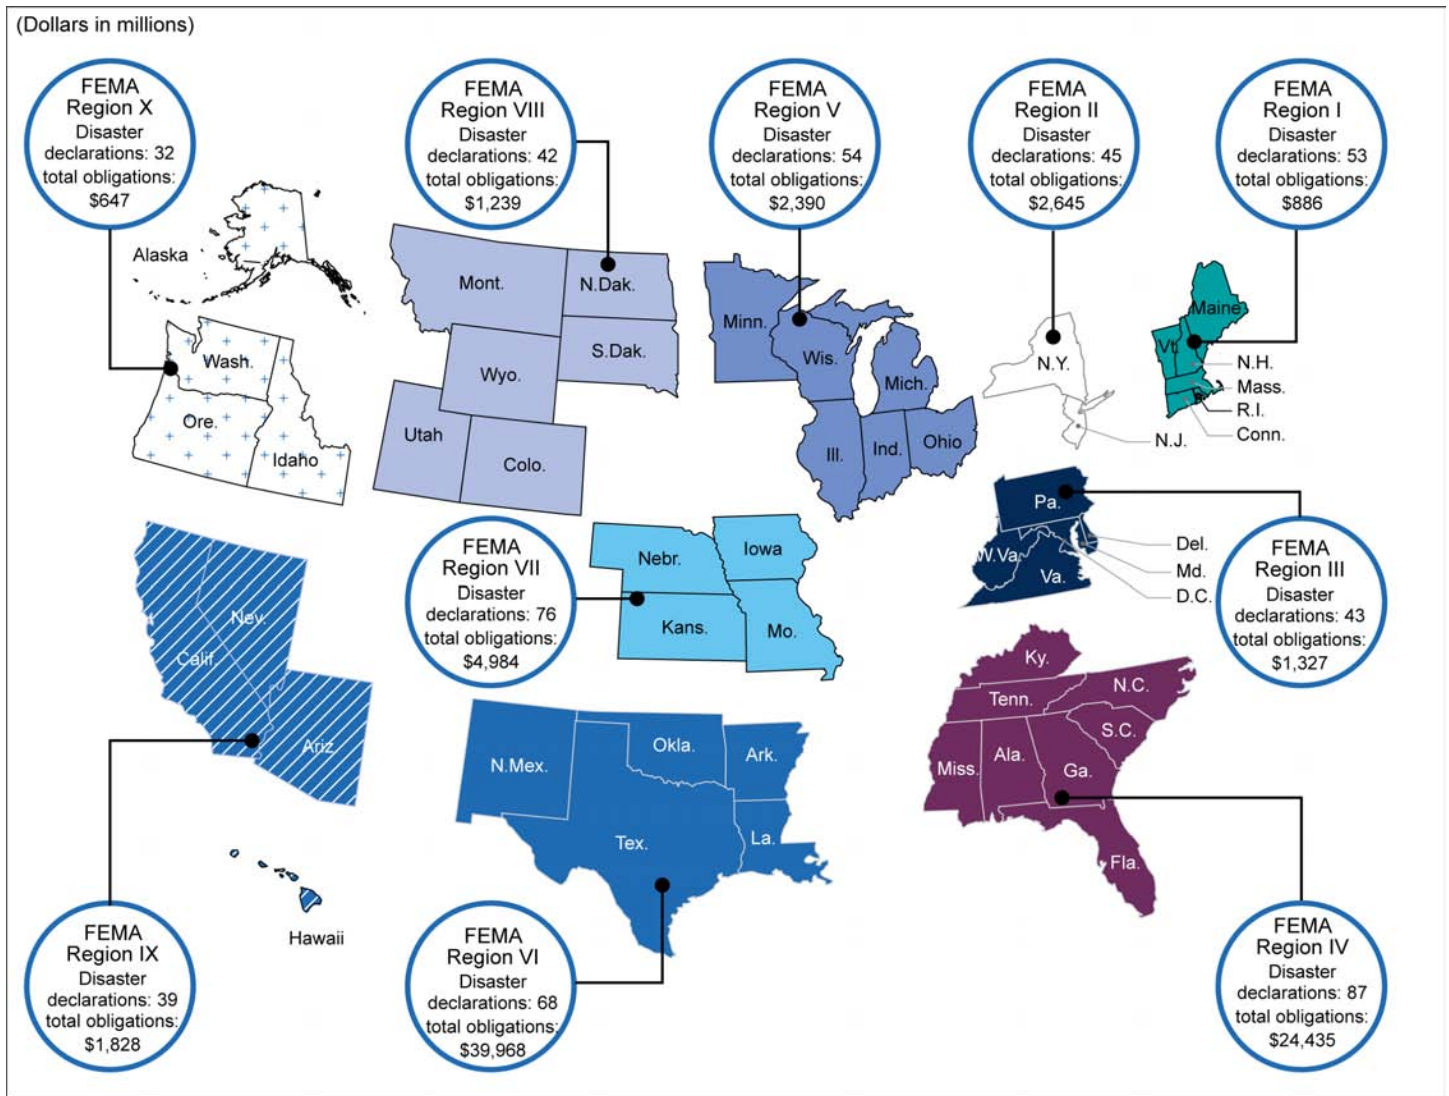 (Dollars in millions)
FEMA
Region X
Disaster
declarations: 32
total obligations:
$647
FEMA
Region VIII
Disaster
declarations: 42
total obligations:
$1,239
FEMA
Region V
Disaster
declarations: 54
total obligations:
$2,390
FEMA
Region II
Disaster
declarations: 45
total obligations:
$2,645
FEMA
Region I
Disaster
declarations: 53
total obligations:
$886
Alaska
Wash.
Ore.
Idaho
Mont.
N.Dak.
S.Dak.
Wyo.
Utah
Colo.
Minn.
Wis.
Mich.
Ill.
Ind.
Ohio
N.Y.
N.J.
Maine
Vt.
N.H.
Mass.
R.I.
Conn.
Pa.
W.Va.
Va.
Del.
Md.
D.C.
FEMA
Region III
Disaster
declarations: 43
total obligations:
$1,327
FEMA
Region VII
Disaster
declarations: 76
total obligations:
$4,984
Nebr.
Iowa
Kans.
Mo.
Nev.
Calif.
Ariz.
Hawaii
N.Mex.
Okla.
Ark.
Tex.
La.
Ky.
Tenn.
N.C.
S.C.
Miss.
Ala.
Ga.
Fla.
FEMA
Region IX
Disaster
declarations: 39
total obligations:
$1,828
FEMA
Region VI
Disaster
declarations: 68
total obligations:
$39,968
FEMA
Region IV
Disaster
declarations: 87
total obligations:
$24,435